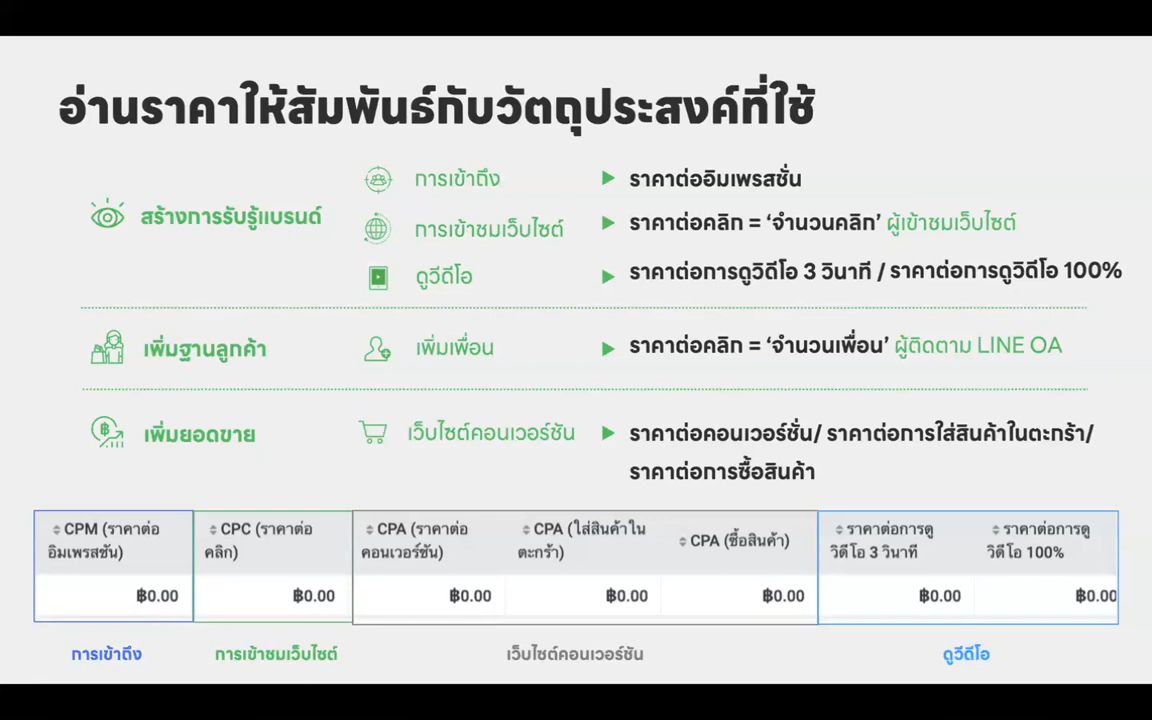 อ่านราคาให้สัมพันธ์กับวัตถุประสงค์ที่ใช้
สร้างการรับรู้แบรนด์
การเข้าถึง
ราคาต่ออิมเพรสชั่น
การเข้าชมเว็บไซต์
ราคาต่อคลิก = ‘จำนวนคลิก’ ผู้เข้าชมเว็บไซต์
ดูวีดีโอ
ราคาต่อการดูวิดีโอ 3 วินาที / ราคาต่อการดูวิดีโอ 100%
เพิ่มฐานลูกค้า
เพิ่มเพื่อน
ราคาต่อคลิก = ‘จำนวนเพื่อน’ ผู้ติดตาม LINE OA
เพิ่มยอดขาย
เว็บไซต์คอนเวอร์ชัน
ราคาต่อคอนเวอร์ชั่น/ ราคาต่อการใส่สินค้าในตะกร้า/
ราคาต่อการซื้อสินค้า
CPM (ราคาต่อ
อิมเพรสชัน)
CPC (ราคาต่อ
คลิก)
CPA (ราคาต่อ
คอนเวอร์ชัน)
CPA (ใส่สินค้าใน
ตะกร้า)
CPA (ซื้อสินค้า)
ราคาต่อการดู
วิดีโอ 3 วินาที
ราคาต่อการดู
วิดีโอ 100%
฿0.00
฿0.00
฿0.00
฿0.00
฿0.00
฿0.00
฿0.00
การเข้าถึง
การเข้าชมเว็บไซต์
เว็บไซต์คอนเวอร์ชัน
ดูวีดีโอ